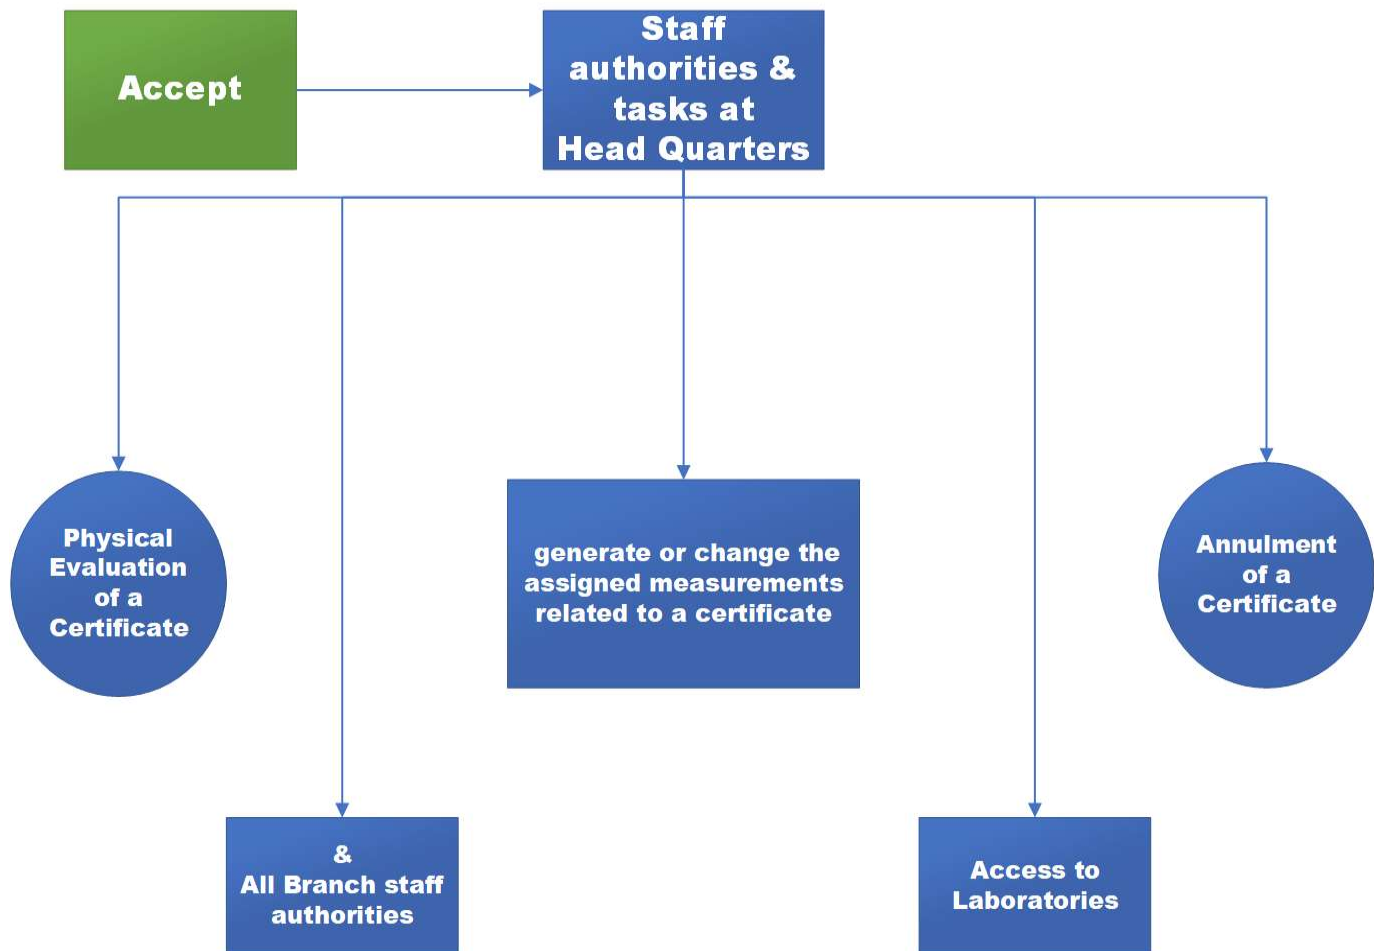 Accept
Staff
authorities &
tasks at
Head Quarters
Physical
Evaluation
of a
Certificate
generate or change the
assigned measurements
related to a certificate
Annulment
of a
Certificate
&
All Branch staff
authorities
Access to
Laboratories